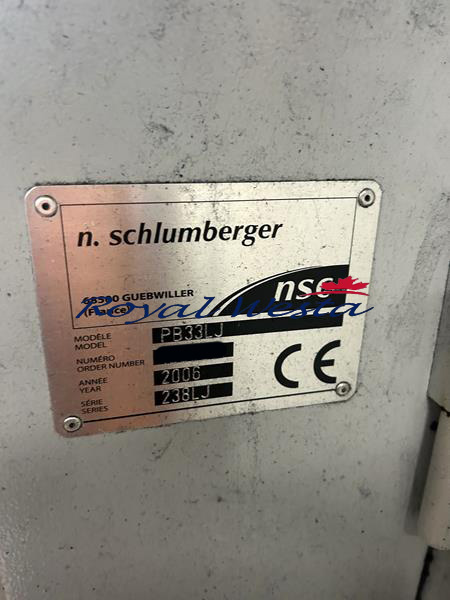 n. schlumberger
nsc
68500 GUEBWILLER
(France)
Royal Westa
MODÈLE
MODEL
PB33LJ
NUMÉRO
ORDER NUMBER
ANNÉE
YEAR
2006
SÉRIE
SERIES
238LJ
CE